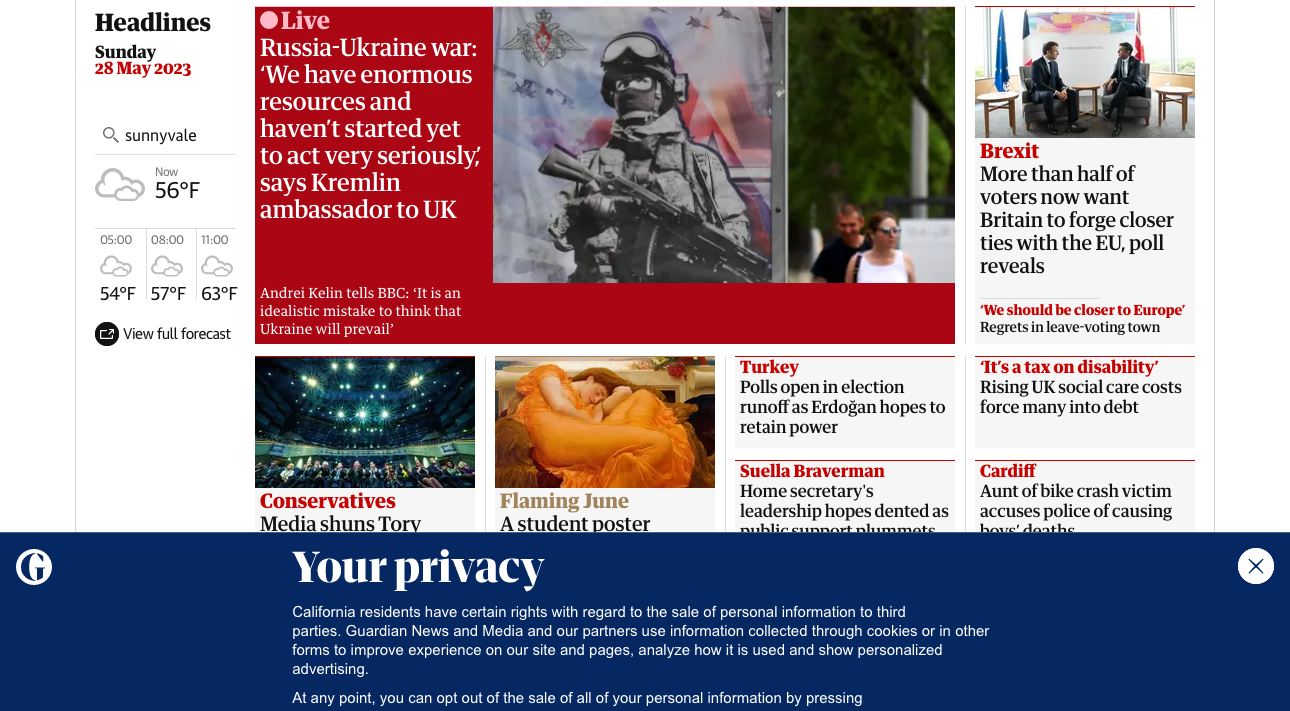 Headlines
Sunday
28 May 2023
sunnyvale
Now
56°F
05:00
08:00
11:00
54°F
57°F
63°F
View full forecast
Live
Russia-Ukraine war:
‘We have enormous
resources and
haven’t started yet
to act very seriously,’
says Kremlin
ambassador to UK
Andrei Kelin tells BBC: ‘It is an
idealistic mistake to think that
Ukraine will prevail’
Brexit
More than half of
voters now want
Britain to forge closer
ties with the EU, poll
reveals
‘We should be closer to Europe’
Regrets in leave-voting town
Conservatives
Media shuns Tory
Flaming June
A student poster
Turkey
Polls open in election
runoff as Erdoğan hopes to
retain power
Suella Braverman
Home secretary's
leadership hopes dented as
public support plummets
‘It’s a tax on disability’
Rising UK social care costs
force many into debt
Cardiff
Aunt of bike crash victim
accuses police of causing
boys’ deaths
Your privacy
California residents have certain rights with regard to the sale of personal information to third
parties. Guardian News and Media and our partners use information collected through cookies or in other
forms to improve experience on our site and pages, analyze how it is used and show personalized
advertising.
At any point, you can opt out of the sale of all of your personal information by pressing